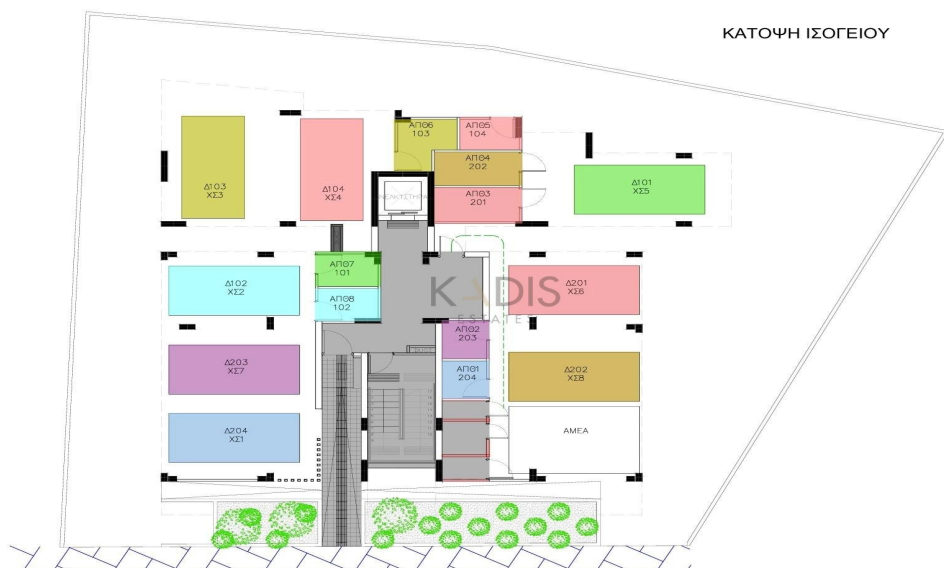 ΚΑΤΟΨΗ ΙΣΟΓΕΙΟΥ
ΑΠΘ6
103
ΑΠΘ5
104
ΑΠΘ4
202
ΑΠΘ3
201
Δ103
ΧΣ3
Δ104
ΧΣ4
Δ101
ΧΣ5
ΑΠΘ7
101
ΑΠΘ8
102
Δ102
ΧΣ2
Δ201
ΧΣ6
KADIS
ESTATES
ΑΠΘ2
203
ΑΠΘ1
204
Δ203
ΧΣ7
Δ202
ΧΣ8
Δ204
ΧΣ1
ΑΜΕΑ